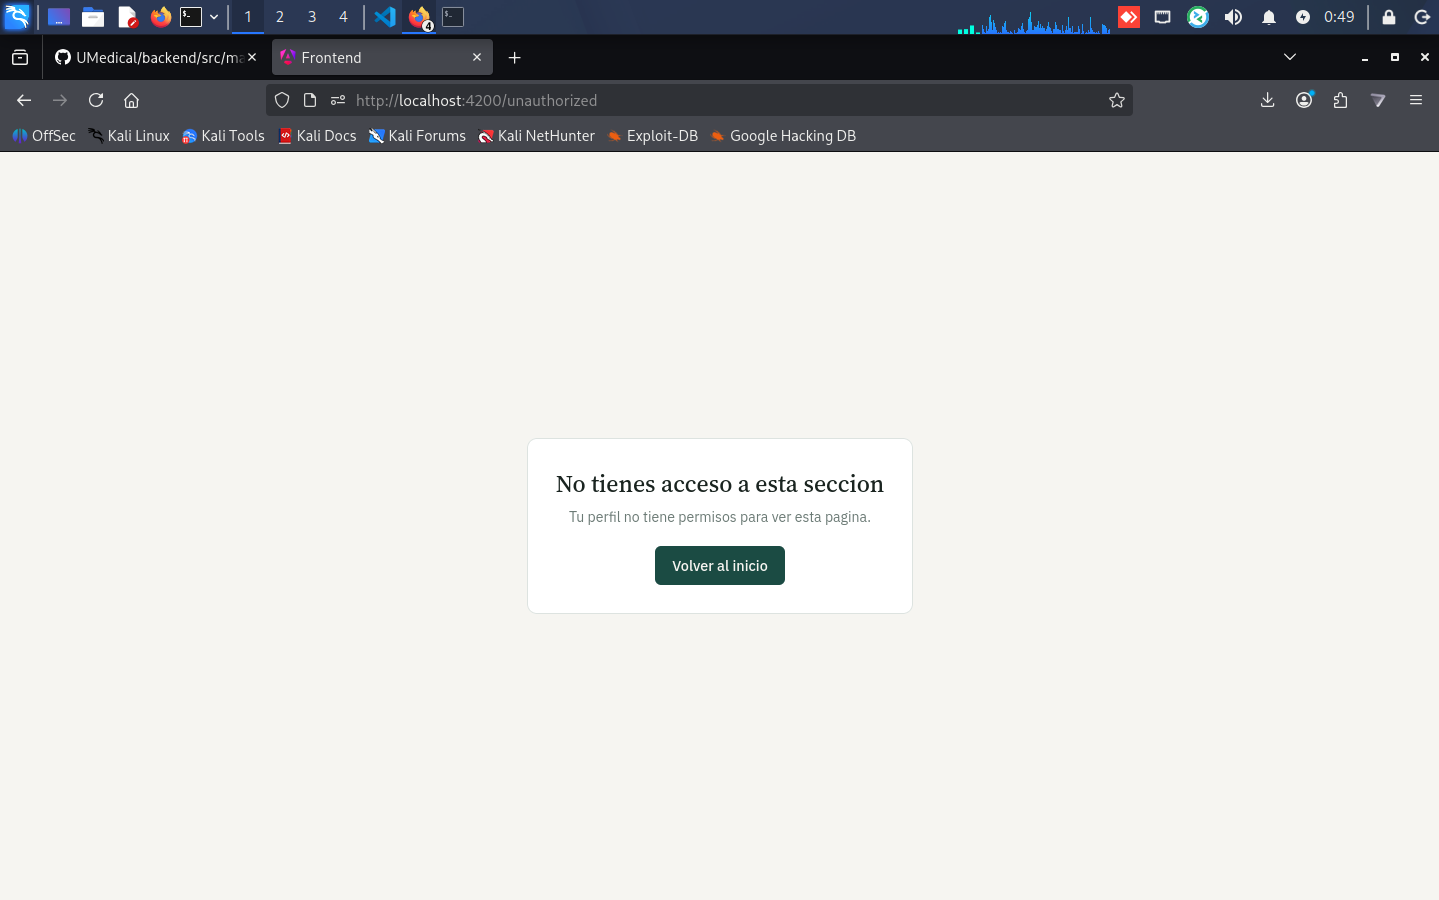 1
2
3
4
4
0:49
UMedical/backend/src/ma
Frontend
http://localhost:4200/unauthorized
OffSec
Kali Linux
Kali Tools
Kali Docs
Kali Forums
Kali NetHunter
Exploit-DB
Google Hacking DB
No tienes acceso a esta seccion
Tu perfil no tiene permisos para ver esta pagina.
Volver al inicio